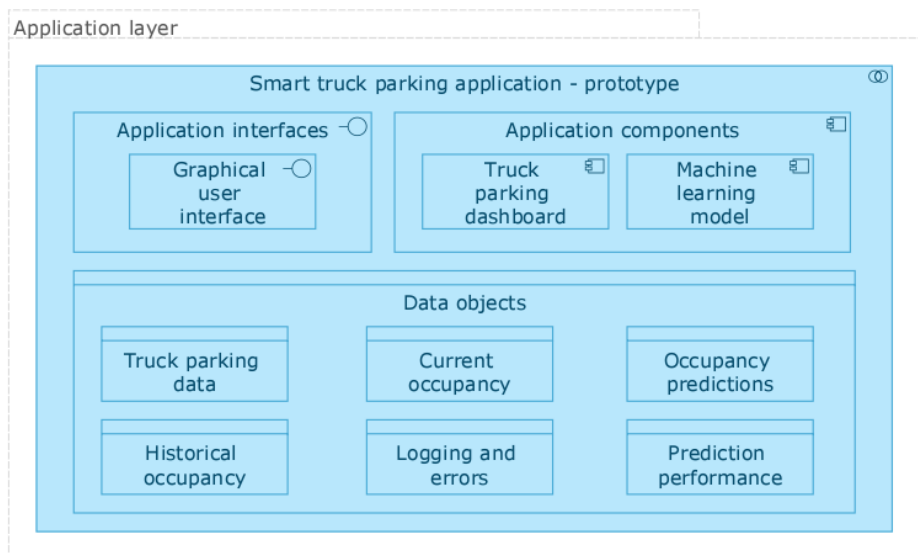 Application layer
Smart truck parking application - prototype
Application interfaces
Graphical
user
interface
Application components
Truck
parking
dashboard
Machine
learning
model
Data objects
Truck parking
data
Current
occupancy
Occupancy
predictions
Historical
occupancy
Logging and
errors
Prediction
performance